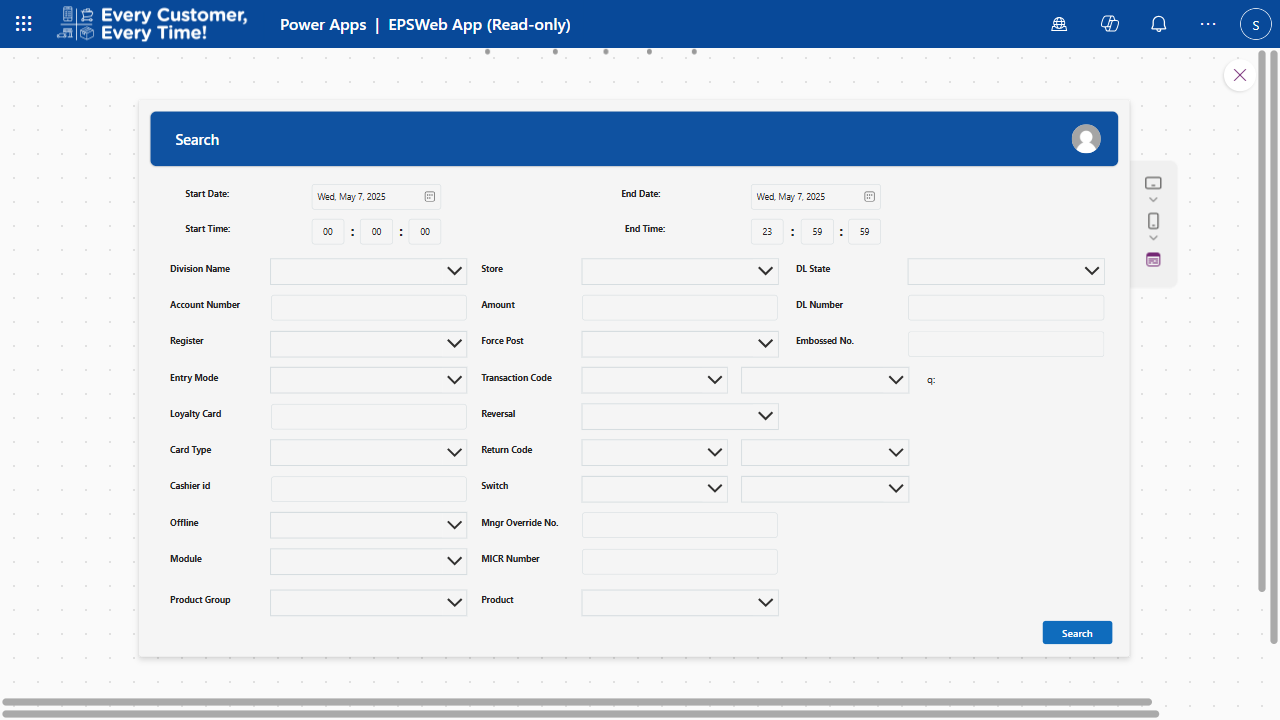 Every Customer,
Every Time!
Power Apps | EPSWeb App (Read-only)
S
Search
Start Date:
Wed, May 7, 2025
End Date:
Wed, May 7, 2025
Start Time:
00 : 00 : 00
End Time:
23 : 59 : 59
Division Name
Store
DL State
Account Number
Amount
DL Number
Register
Force Post
Embossed No.
Entry Mode
Transaction Code
q:
Loyalty Card
Reversal
Card Type
Return Code
Cashier id
Switch
Offline
Mngr Override No.
Module
MICR Number
Product Group
Product
Search